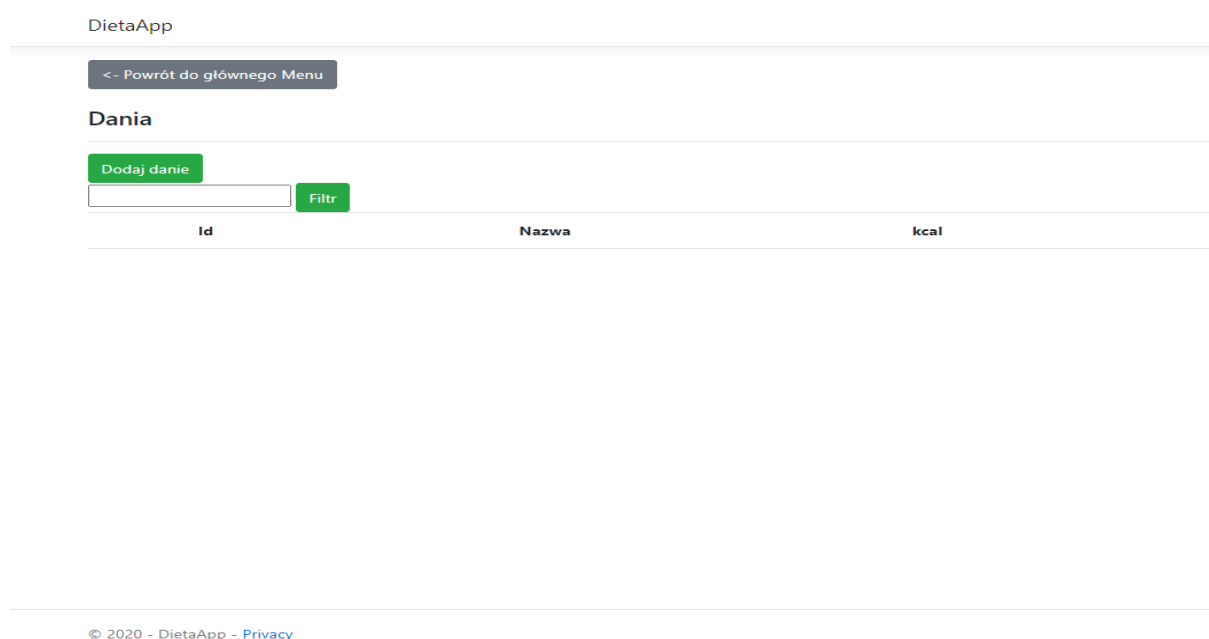 DietaApp
<- Powrót do głównego Menu
Dania
Dodaj danie
Filtr
Id Nazwa kcal
© 2020 - DietaApp - Privacy